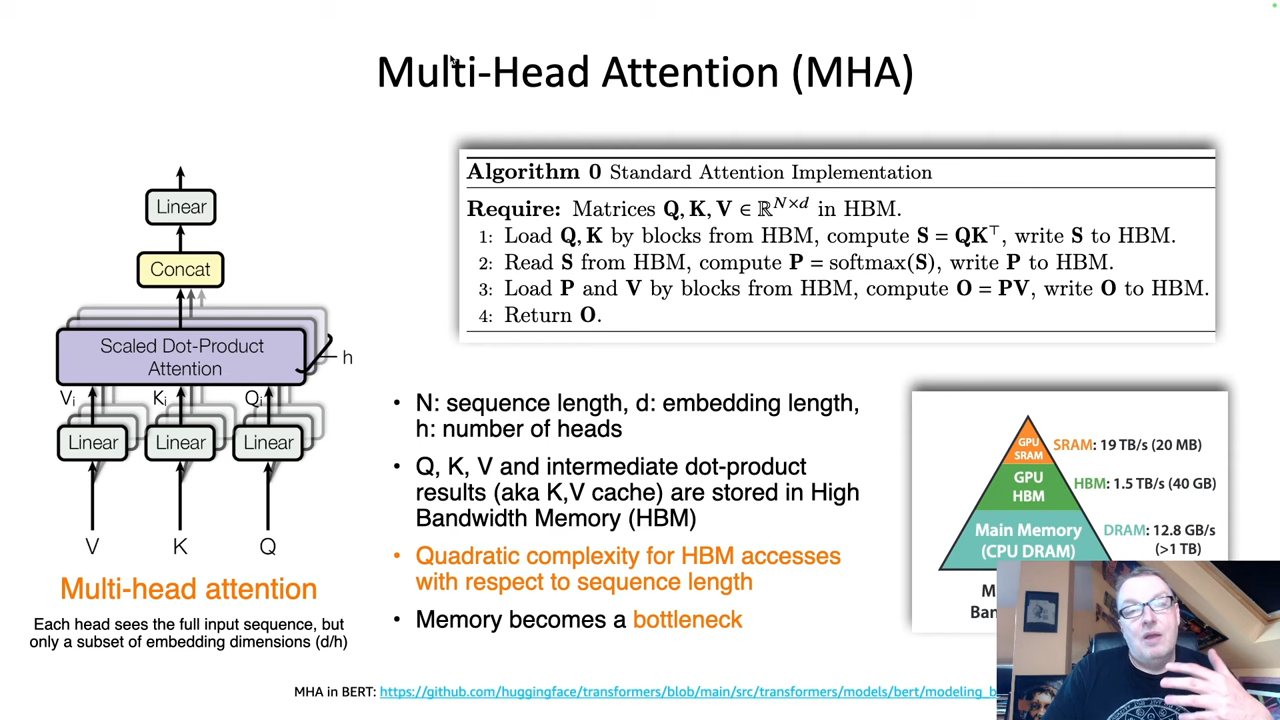 Multi-Head Attention (MHA)
Linear
Concat
Scaled Dot-Product
Attention
h
Vi
Ki
Qi
Linear
Linear
Linear
V
K
Q
Multi-head attention
Each head sees the full input sequence, but
only a subset of embedding dimensions (d/h)
Algorithm 0 Standard Attention Implementation
Require: Matrices Q, K, V ∈ ℝ^{N×d} in HBM.
1: Load Q, K by blocks from HBM, compute S = QK⊤, write S to HBM.
2: Read S from HBM, compute P = softmax(S), write P to HBM.
3: Load P and V by blocks from HBM, compute O = PV, write O to HBM.
4: Return O.
• N: sequence length, d: embedding length,
h: number of heads
• Q, K, V and intermediate dot-product
results (aka K,V cache) are stored in High
Bandwidth Memory (HBM)
• Quadratic complexity for HBM accesses
with respect to sequence length
• Memory becomes a bottleneck
GPU
SRAM
SRAM: 19 TB/s (20 MB)
GPU
HBM
HBM: 1.5 TB/s (40 GB)
Main Memory
(CPU DRAM)
DRAM: 12.8 GB/s
(>1 TB)
MHA in BERT: https://github.com/huggingface/transformers/blob/main/src/transformers/models/bert/modeling_b